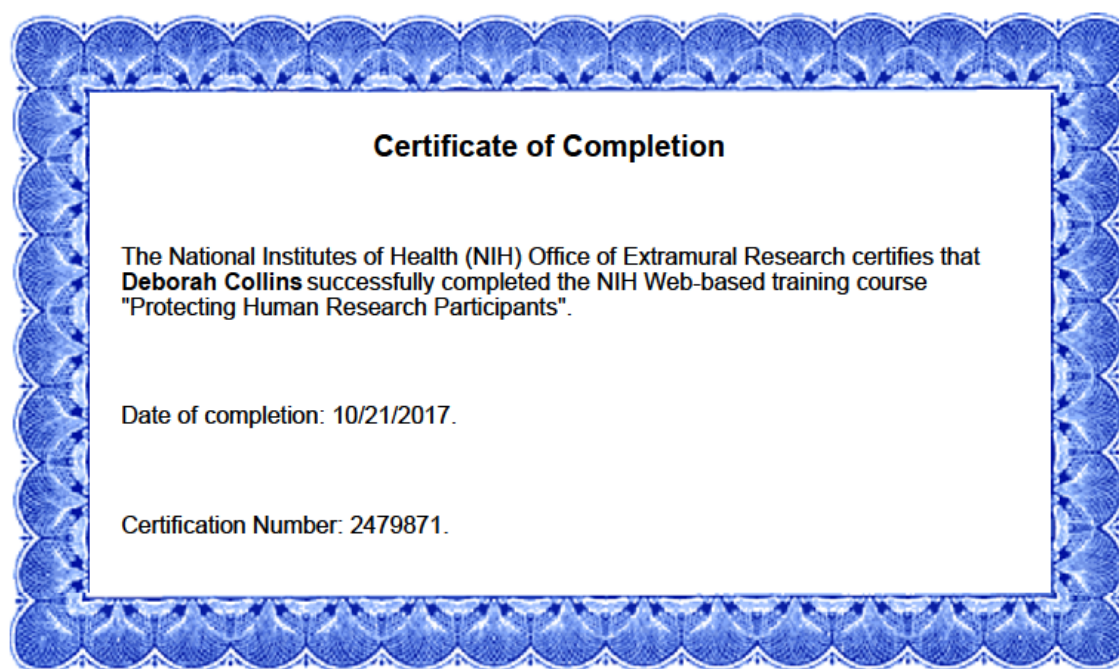 Certificate of Completion
The National Institutes of Health (NIH) Office of Extramural Research certifies that
Deborah Collins successfully completed the NIH Web-based training course
"Protecting Human Research Participants".
Date of completion: 10/21/2017.
Certification Number: 2479871.